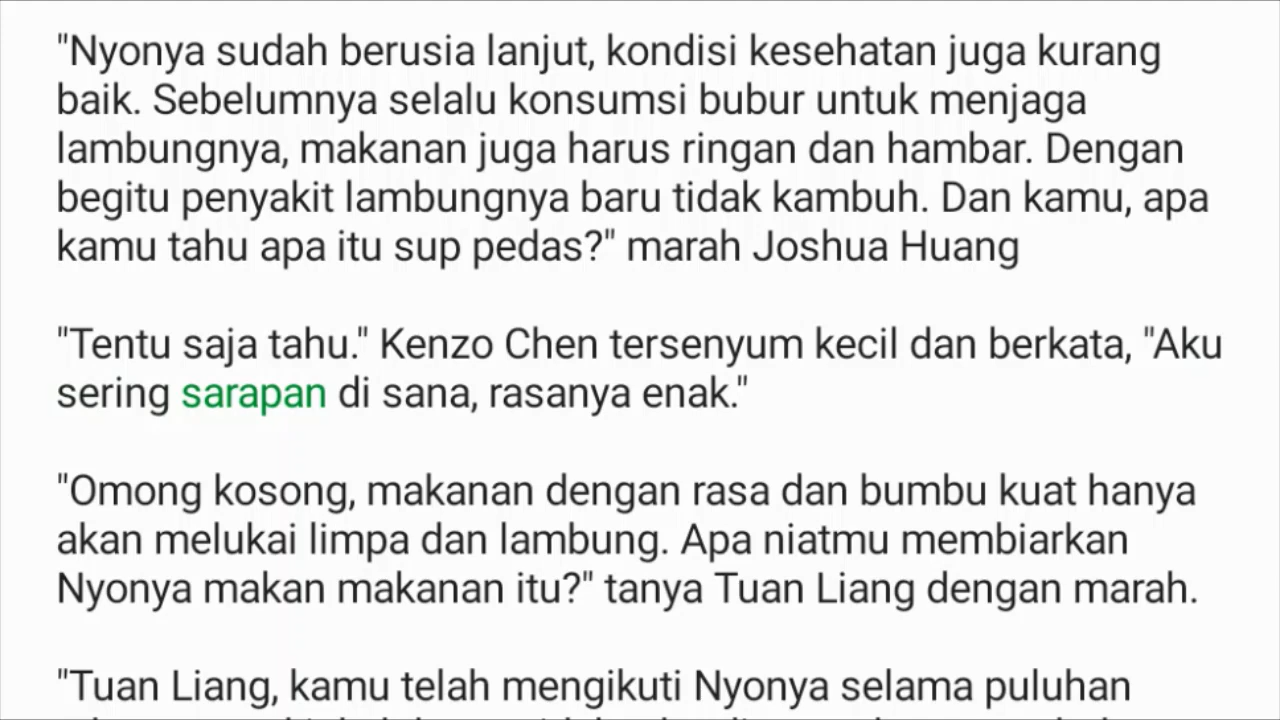 "Nyonya sudah berusia lanjut, kondisi kesehatan juga kurang
baik. Sebelumnya selalu konsumsi bubur untuk menjaga
lambungnya, makanan juga harus ringan dan hambar. Dengan
begitu penyakit lambungnya baru tidak kambuh. Dan kamu, apa
kamu tahu apa itu sup pedas?" marah Joshua Huang
"Tentu saja tahu." Kenzo Chen tersenyum kecil dan berkata, "Aku
sering sarapan di sana, rasanya enak."
"Omong kosong, makanan dengan rasa dan bumbu kuat hanya
akan melukai limpa dan lambung. Apa niatmu membiarkan
Nyonya makan makanan itu?" tanya Tuan Liang dengan marah.
"Tuan Liang, kamu telah mengikuti Nyonya selama puluhan